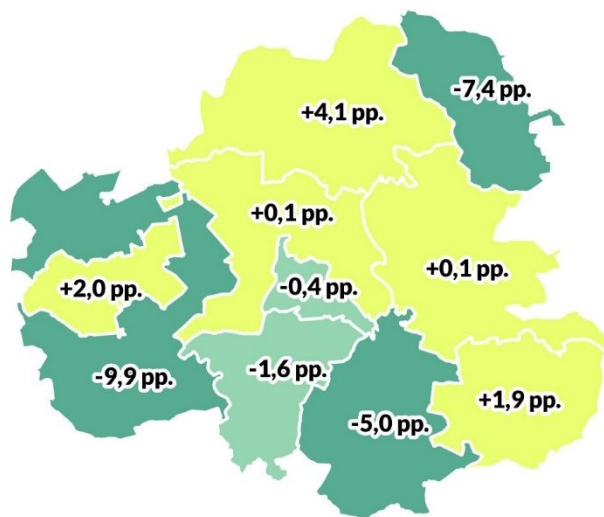 -7,4 pp.
+4,1 pp.
+0,1 pp.
+0,1 pp.
-0,4 pp.
+2,0 pp.
-1,6 pp.
-9,9 pp.
+1,9 pp.
-5,0 pp.